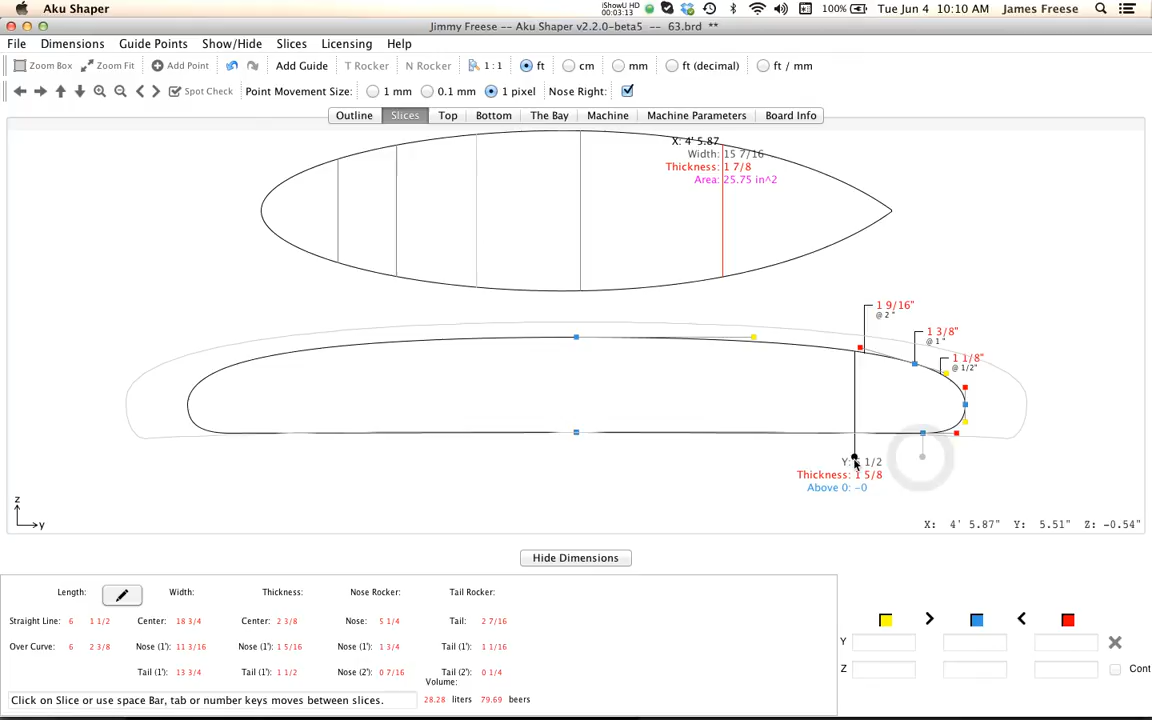 Aku Shaper
iShowU HD
00:03:13
100%
Tue Jun 4 10:10 AM
James Freese
Jimmy Freese -- Aku Shaper v2.2.0-beta5 -- 63.brd **
File Dimensions Guide Points Show/Hide Slices Licensing Help
Zoom Box Zoom Fit Add Point Add Guide T Rocker N Rocker 1:1 ft cm mm ft (decimal) ft / mm
Spot Check Point Movement Size: 1 mm 0.1 mm 1 pixel Nose Right:
Outline Slices Top Bottom The Bay Machine Machine Parameters Board Info
X: 4' 5.87
Width: 15 7/16
Thickness: 1 7/8
Area: 25.75 in^2
1 9/16"
@ 2 "
1 3/8"
@ 1 "
1 1/8"
@ 1/2"
Y: 1/2
Thickness: 1 5/8
Above 0: -0
z
y
X: 4' 5.87" Y: 5.51" Z: -0.54"
Hide Dimensions
Length: Width: Thickness: Nose Rocker: Tail Rocker:
Straight Line: 6 1 1/2 Center: 18 3/4 Center: 2 3/8 Nose: 5 1/4 Tail: 2 7/16
Over Curve: 6 2 3/8 Nose (1'): 11 3/16 Nose (1'): 1 5/16 Nose (1'): 1 3/4 Tail (1'): 1 1/16
Tail (1'): 13 3/4 Tail (1'): 1 1/2 Nose (2'): 0 7/16 Tail (2'): 0 1/4
Volume:
Click on Slice or use space Bar, tab or number keys moves between slices. 28.28 liters 79.69 beers
Y
Z
Cont